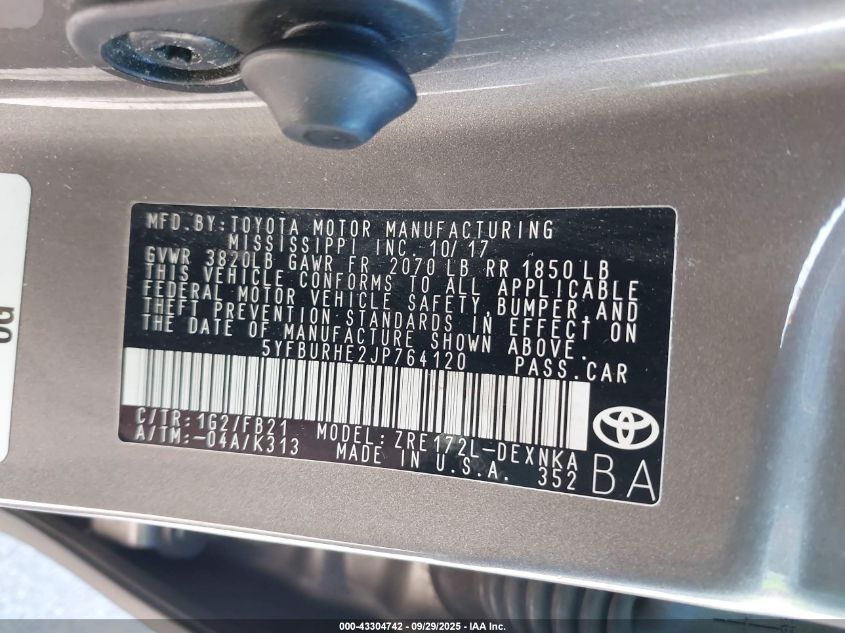 MFD.BY:TOYOTA MOTOR MANUFACTURING
MISSISSIPPI INC. 10/17
GVWR 3820LB GAWR FR 2070 LB RR 1850 LB
THIS VEHICLE CONFORMS TO ALL APPLICABLE
FEDERAL MOTOR VEHICLE SAFETY, BUMPER, AND
THEFT PREVENTION STANDARDS IN EFFECT ON
THE DATE OF MANUFACTURE SHOWN ABOVE.
5YFBURHE2JP764120 PASS.CAR
C/TR:1G2/FB21 MODEL:ZRE172L-DEXNKA
A/TM:-04A/K313 MADE IN U.S.A. 352
BA
000-43304742 / 09/29/2025 - IAA Inc.